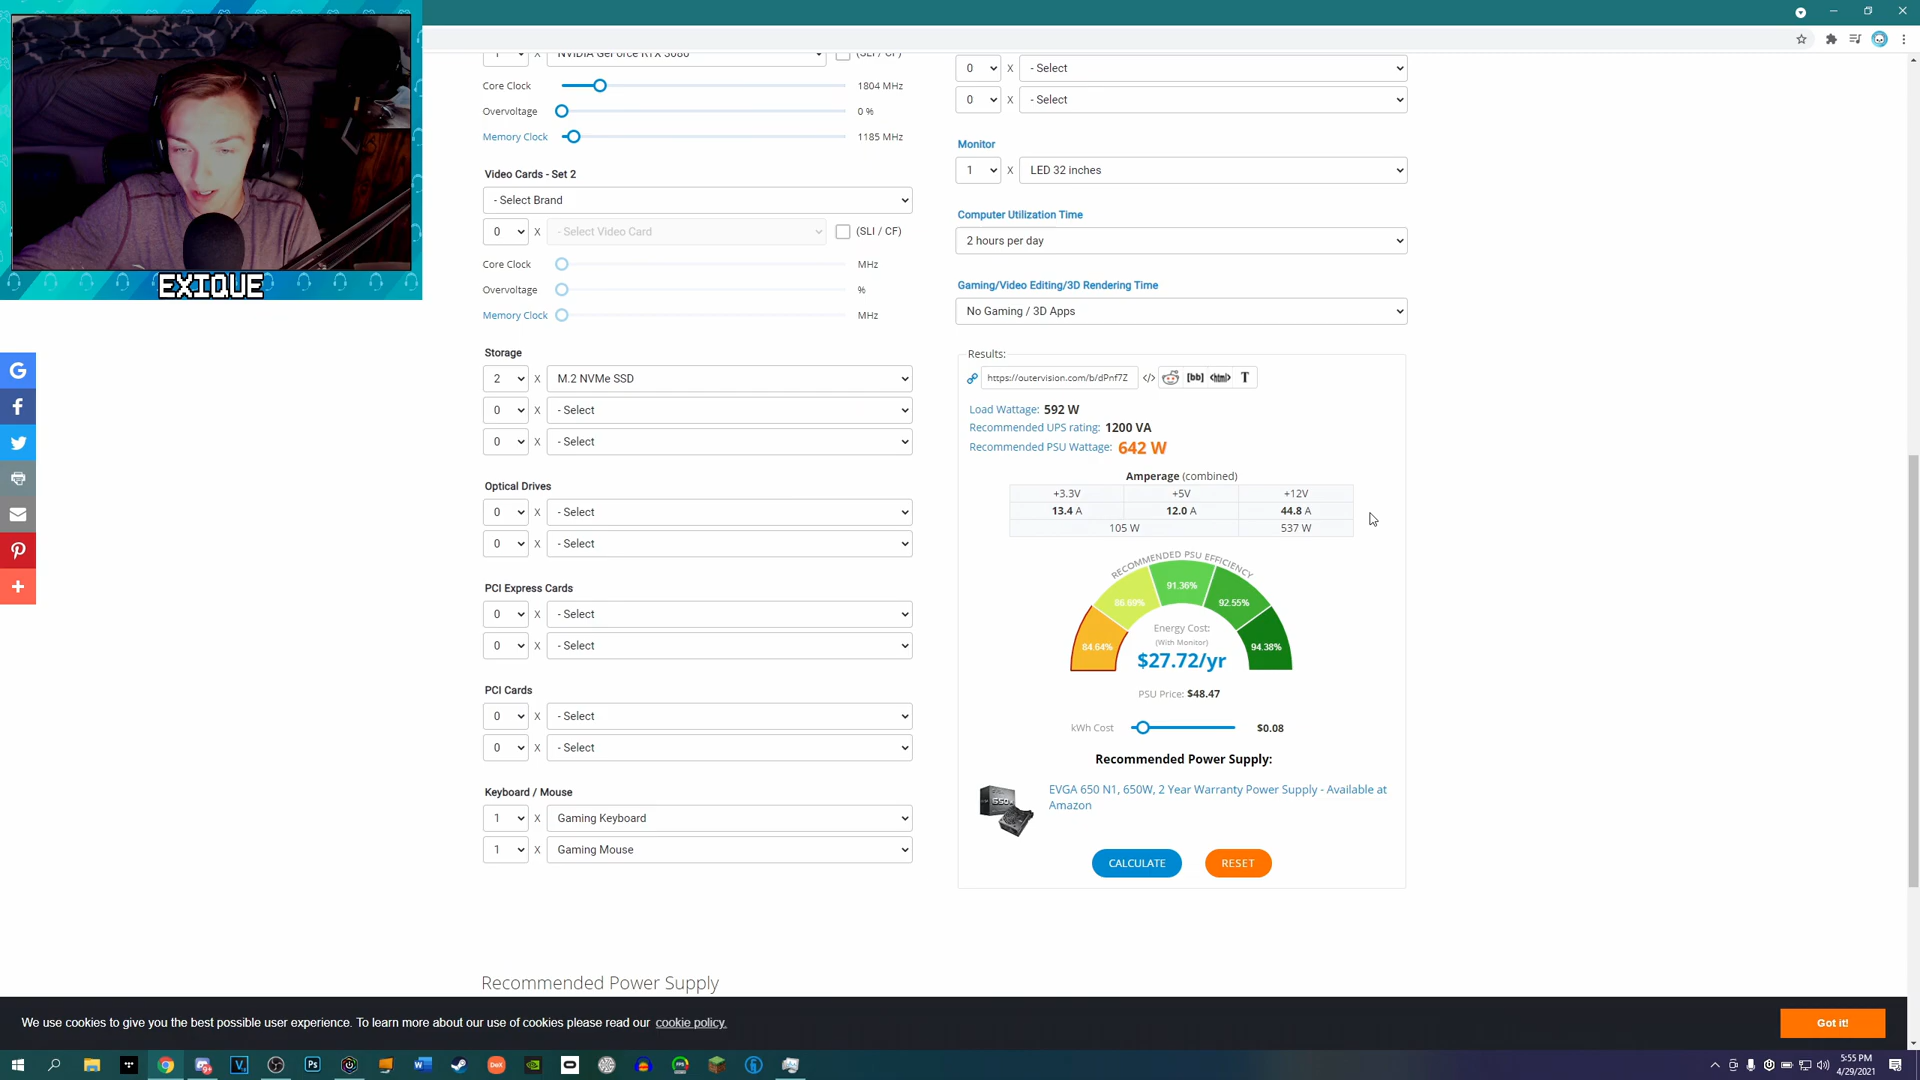 EXIQUE
1 X NVIDIA GeForce RTX 3080 (SLI / CF)
Core Clock 1804 MHz
Overvoltage 0 %
Memory Clock 1185 MHz
Video Cards - Set 2
- Select Brand
0 X - Select Video Card (SLI / CF)
Core Clock MHz
Overvoltage %
Memory Clock MHz
Storage
2 X M.2 NVMe SSD
0 X - Select
0 X - Select
Optical Drives
0 X - Select
0 X - Select
PCI Express Cards
0 X - Select
0 X - Select
PCI Cards
0 X - Select
0 X - Select
Keyboard / Mouse
1 X Gaming Keyboard
1 X Gaming Mouse
0 X - Select
0 X - Select
Monitor
1 X LED 32 inches
Computer Utilization Time
2 hours per day
Gaming/Video Editing/3D Rendering Time
No Gaming / 3D Apps
Results:
https://outervision.com/b/dPnf7Z </> [bb] <html> T
Load Wattage: 592 W
Recommended UPS rating: 1200 VA
Recommended PSU Wattage: 642 W
Amperage (combined)
+3.3V +5V +12V
13.4 A 12.0 A 44.8 A
105 W 537 W
RECOMMENDED PSU EFFICIENCY
84.64% 86.69% 91.36% 92.55% 94.38%
Energy Cost:
(With Monitor)
$27.72/yr
PSU Price: $48.47
kWh Cost $0.08
Recommended Power Supply:
EVGA 650 N1, 650W, 2 Year Warranty Power Supply - Available at
Amazon
CALCULATE RESET
Recommended Power Supply
We use cookies to give you the best possible user experience. To learn more about our use of cookies please read our cookie policy.
Got it!
5:55 PM
4/29/2021